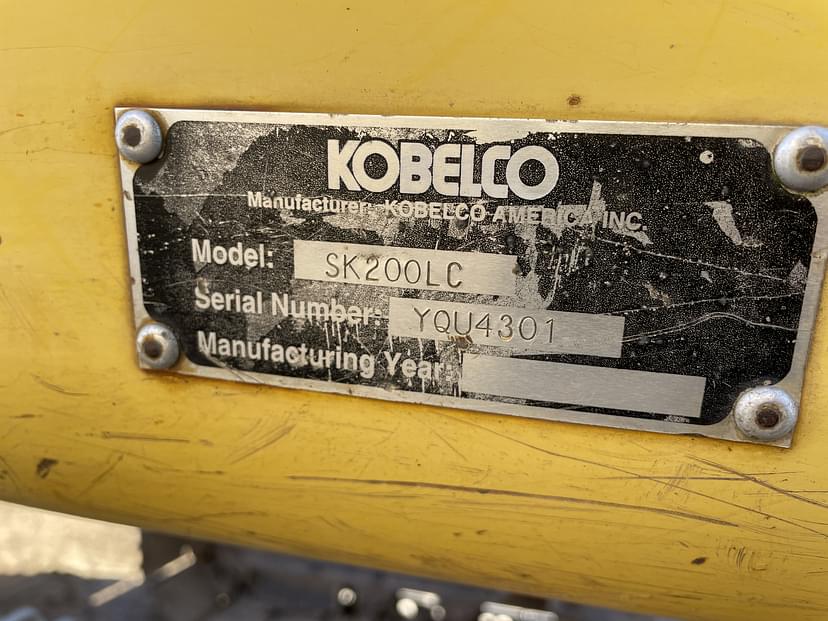 KOBELCO
Manufacturer: KOBELCO AMERICA INC.
Model: SK200LC
Serial Number: YQU4301
Manufacturing Year: